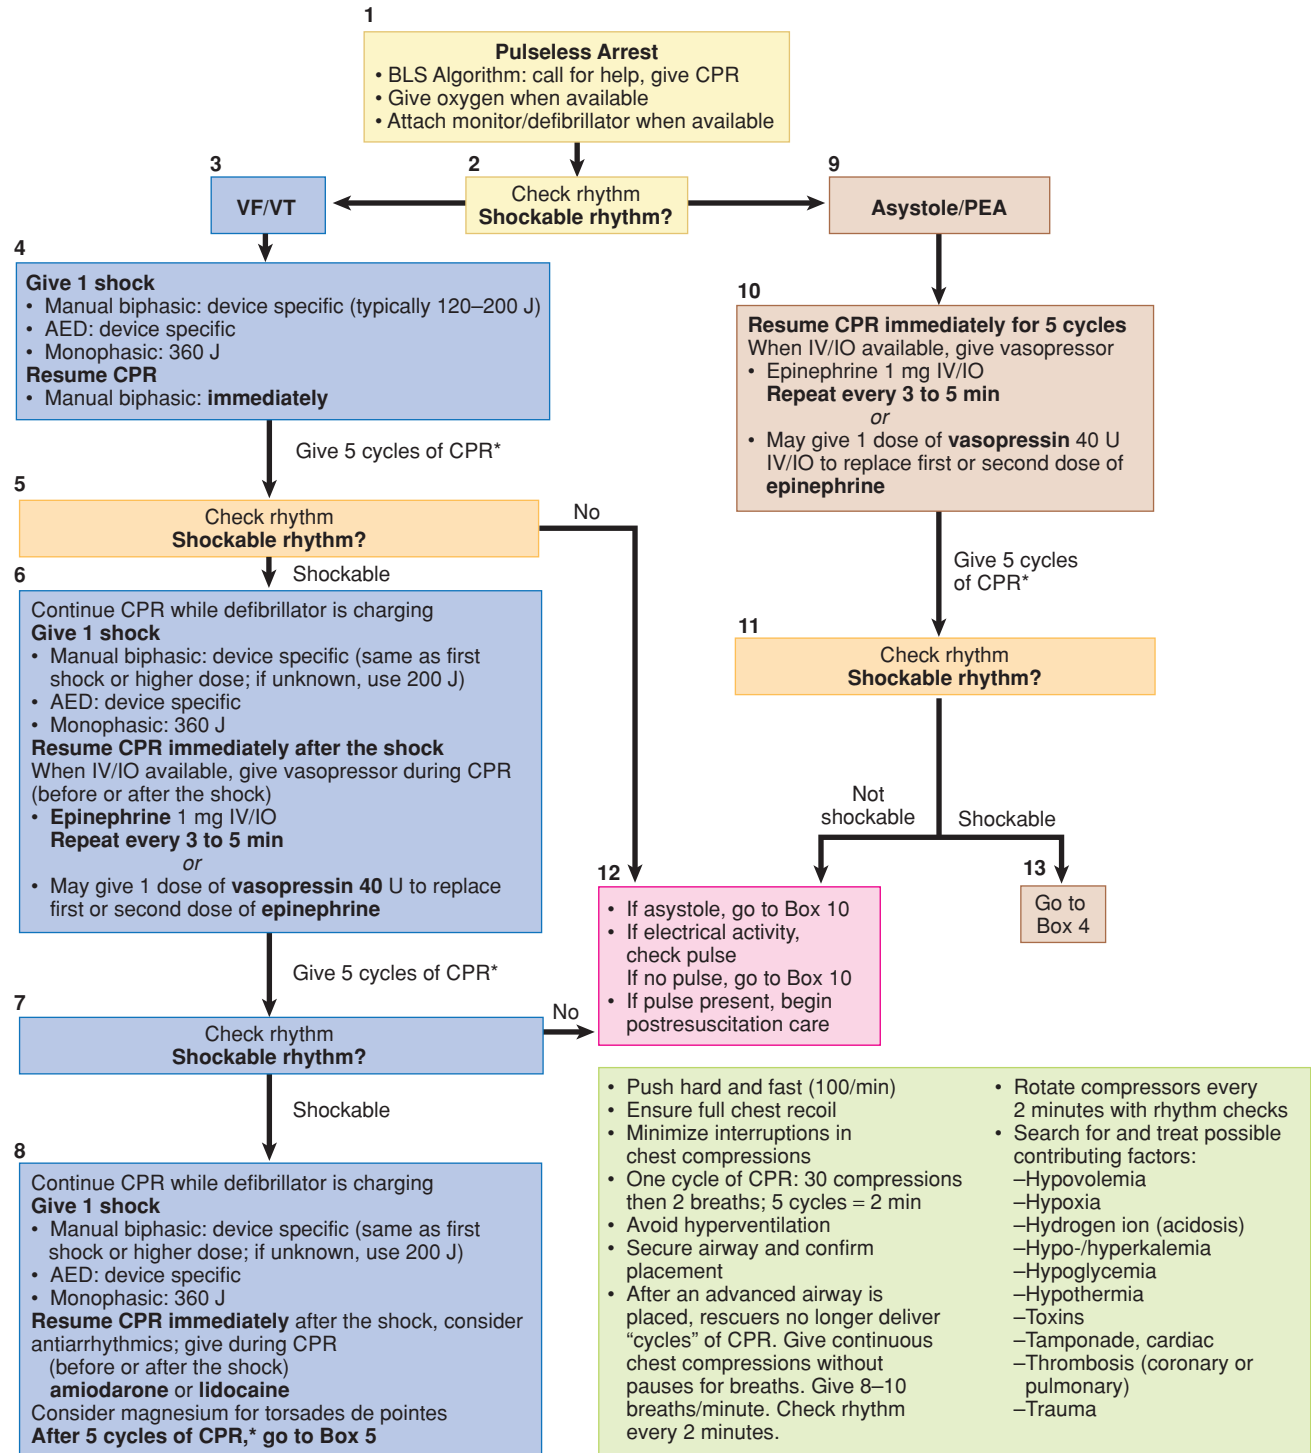 1
Pulseless Arrest
• BLS Algorithm: call for help, give CPR
• Give oxygen when available
• Attach monitor/defibrillator when available
2
Check rhythm
Shockable rhythm?
3
VF/VT
9
Asystole/PEA
4
Give 1 shock
• Manual biphasic: device specific (typically 120–200 J)
• AED: device specific
• Monophasic: 360 J
Resume CPR
• Manual biphasic: immediately
Give 5 cycles of CPR*
5
Check rhythm
Shockable rhythm?
No
Shockable
6
Continue CPR while defibrillator is charging
Give 1 shock
• Manual biphasic: device specific (same as first
shock or higher dose; if unknown, use 200 J)
• AED: device specific
• Monophasic: 360 J
Resume CPR immediately after the shock
When IV/IO available, give vasopressor during CPR
(before or after the shock)
• Epinephrine 1 mg IV/IO
Repeat every 3 to 5 min
or
• May give 1 dose of vasopressin 40 U to replace
first or second dose of epinephrine
Give 5 cycles of CPR*
7
Check rhythm
Shockable rhythm?
No
Shockable
8
Continue CPR while defibrillator is charging
Give 1 shock
• Manual biphasic: device specific (same as first
shock or higher dose; if unknown, use 200 J)
• AED: device specific
• Monophasic: 360 J
Resume CPR immediately after the shock, consider
antiarrhythmics; give during CPR
(before or after the shock)
amiodarone or lidocaine
Consider magnesium for torsades de pointes
After 5 cycles of CPR,* go to Box 5
10
Resume CPR immediately for 5 cycles
When IV/IO available, give vasopressor
• Epinephrine 1 mg IV/IO
Repeat every 3 to 5 min
or
• May give 1 dose of vasopressin 40 U
IV/IO to replace first or second dose of
epinephrine
Give 5 cycles
of CPR*
11
Check rhythm
Shockable rhythm?
Not
shockable
Shockable
12
• If asystole, go to Box 10
• If electrical activity,
check pulse
If no pulse, go to Box 10
• If pulse present, begin
postresuscitation care
13
Go to
Box 4
• Push hard and fast (100/min)
• Ensure full chest recoil
• Minimize interruptions in
chest compressions
• One cycle of CPR: 30 compressions
then 2 breaths; 5 cycles = 2 min
• Avoid hyperventilation
• Secure airway and confirm
placement
• After an advanced airway is
placed, rescuers no longer deliver
“cycles” of CPR. Give continuous
chest compressions without
pauses for breaths. Give 8–10
breaths/minute. Check rhythm
every 2 minutes.
• Rotate compressors every
2 minutes with rhythm checks
• Search for and treat possible
contributing factors:
–Hypovolemia
–Hypoxia
–Hydrogen ion (acidosis)
–Hypo-/hyperkalemia
–Hypoglycemia
–Hypothermia
–Toxins
–Tamponade, cardiac
–Thrombosis (coronary or
pulmonary)
–Trauma